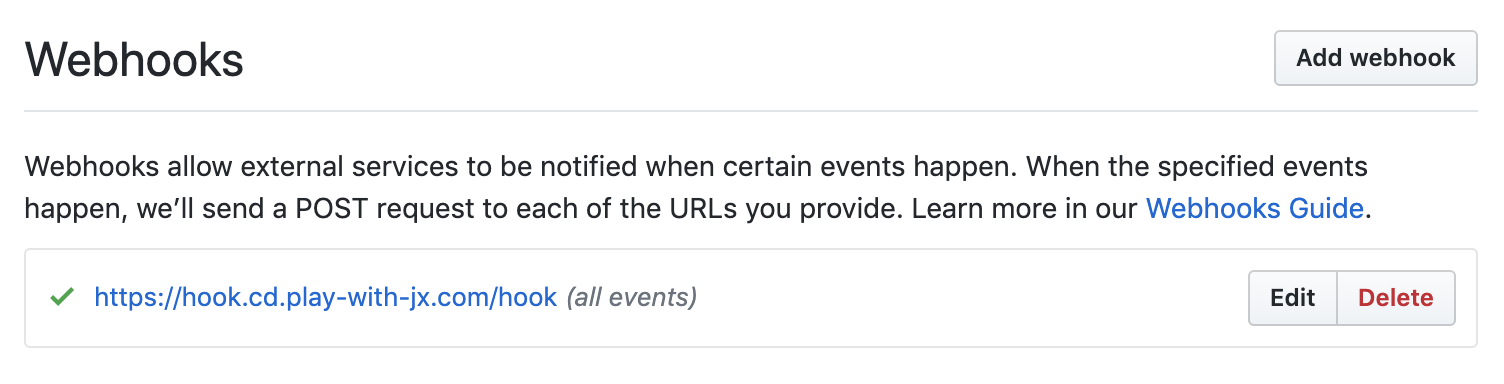 Webhooks
Add webhook
Webhooks allow external services to be notified when certain events happen. When the specified events
happen, we’ll send a POST request to each of the URLs you provide. Learn more in our Webhooks Guide.
https://hook.cd.play-with-jx.com/hook (all events)
Edit
Delete